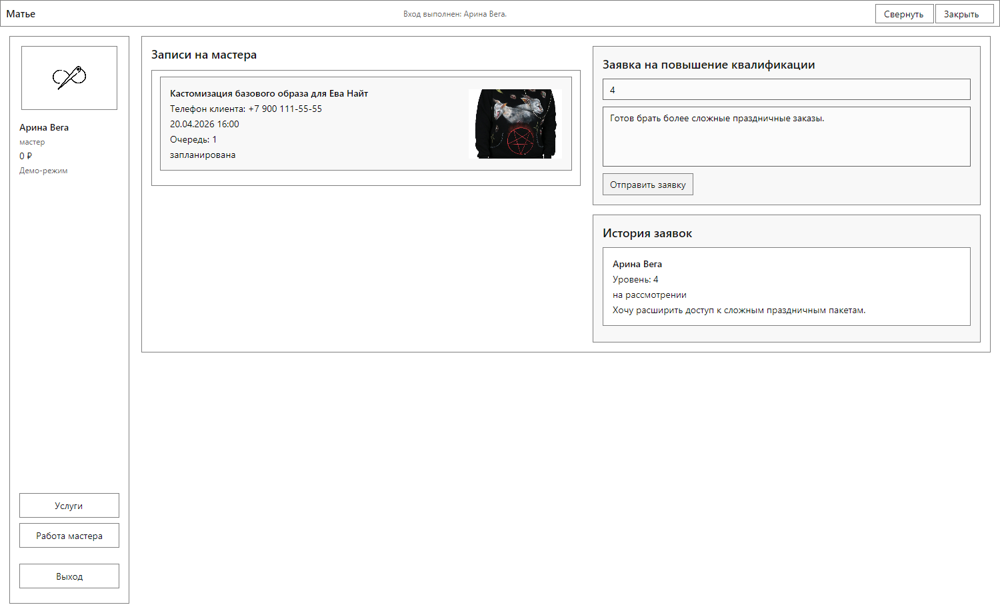 Матье
Вход выполнен: Арина Вега.
Свернуть
Закрыть
Арина Вега
мастер
0 ₽
Демо-режим
Услуги
Работа мастера
Выход
Записи на мастера
Кастомизация базового образа для Ева Найт
Телефон клиента: +7 900 111-55-55
20.04.2026 16:00
Очередь: 1
запланирована
Заявка на повышение квалификации
4
Готов брать более сложные праздничные заказы.
Отправить заявку
История заявок
Арина Вега
Уровень: 4
на рассмотрении
Хочу расширить доступ к сложным праздничным пакетам.